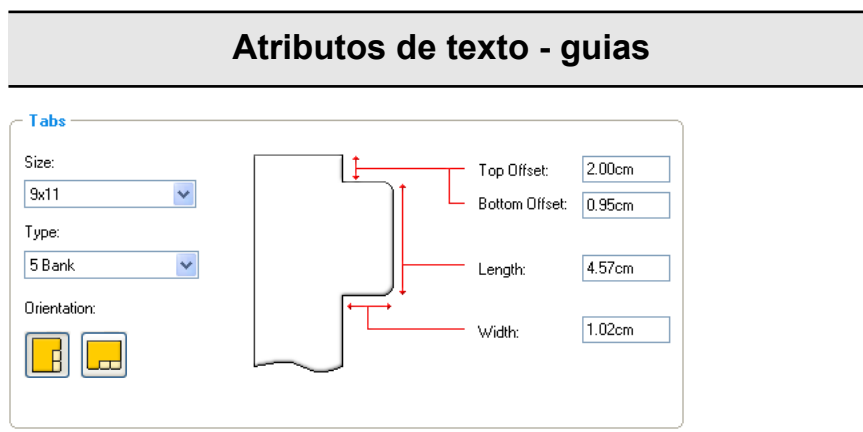 Atributos de texto - guias
Tabs
Size:
9x11
Type:
5 Bank
Orientation:
Top Offset: 2.00cm
Bottom Offset: 0.95cm
Length: 4.57cm
Width: 1.02cm